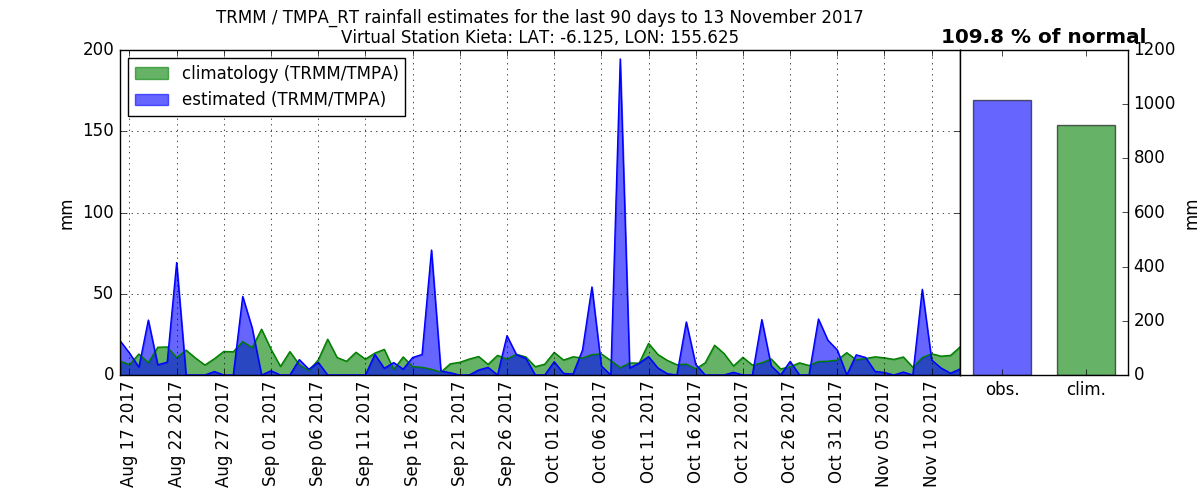 TRMM / TMPA_RT rainfall estimates for the last 90 days to 13 November 2017
Virtual Station Kieta: LAT: -6.125, LON: 155.625
109.8 % of normal
climatology (TRMM/TMPA)
estimated (TRMM/TMPA)
200
150
100
50
0
mm
1200
1000
800
600
400
200
0
mm
obs.
clim.
Aug 17 2017
Aug 22 2017
Aug 27 2017
Sep 01 2017
Sep 06 2017
Sep 11 2017
Sep 16 2017
Sep 21 2017
Sep 26 2017
Oct 01 2017
Oct 06 2017
Oct 11 2017
Oct 16 2017
Oct 21 2017
Oct 26 2017
Oct 31 2017
Nov 05 2017
Nov 10 2017